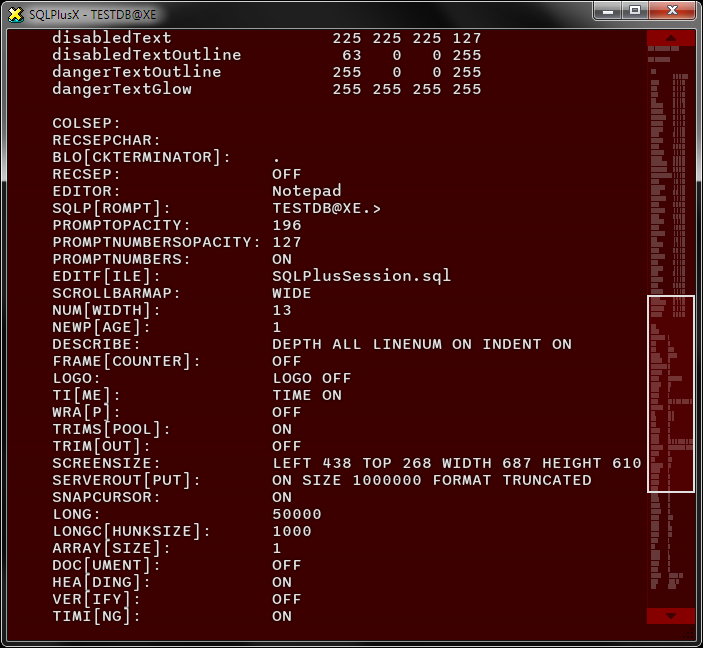 SQLPlusX - TESTDB@XE
disabledText 225 225 225 127
disabledTextOutline 63 0 0 255
dangerTextOutline 255 0 0 255
dangerTextGlow 255 255 255 255
COLSEP:
RECSEPCHAR:
BLO[CKTERMINATOR]: .
RECSEP: OFF
EDITOR: Notepad
SQLP[ROMPT]: TESTDB@XE.>
PROMPTOPACITY: 196
PROMPTNUMBERSOPACITY: 127
PROMPTNUMBERS: ON
EDITF[ILE]: SQLPlusSession.sql
SCROLLBARMAP: WIDE
NUM[WIDTH]: 13
NEWP[AGE]: 1
DESCRIBE: DEPTH ALL LINENUM ON INDENT ON
FRAME[COUNTER]: OFF
LOGO: LOGO OFF
TI[ME]: TIME ON
WRA[P]: OFF
TRIMS[POOL]: ON
TRIM[OUT]: OFF
SCREENSIZE: LEFT 438 TOP 268 WIDTH 687 HEIGHT 610
SERVEROUT[PUT]: ON SIZE 1000000 FORMAT TRUNCATED
SNAPCURSOR: ON
LONG: 50000
LONGC[HUNKSIZE]: 1000
ARRAY[SIZE]: 1
DOC[UMENT]: OFF
HEA[DING]: ON
VER[IFY]: OFF
TIMI[NG]: ON